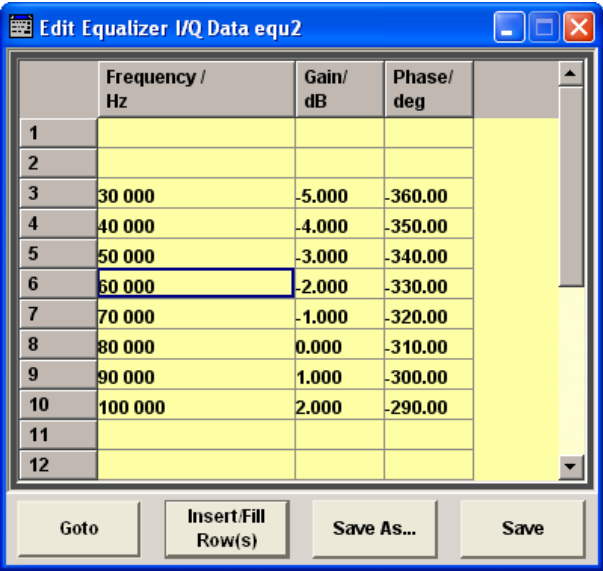 Edit Equalizer I/Q Data equ2
Frequency / Hz Gain/ dB Phase/ deg
1
2
3 30 000 -5.000 -360.00
4 40 000 -4.000 -350.00
5 50 000 -3.000 -340.00
6 60 000 -2.000 -330.00
7 70 000 -1.000 -320.00
8 80 000 0.000 -310.00
9 90 000 1.000 -300.00
10 100 000 2.000 -290.00
11
12
Goto Insert/Fill Row(s) Save As... Save